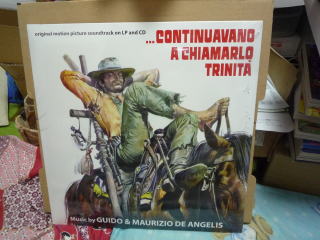 original motion picture soundtrack on LP and CD
...CONTINUAVANO
A CHIAMARLO
TRINITÀ
Music by GUIDO & MAURIZIO DE ANGELIS